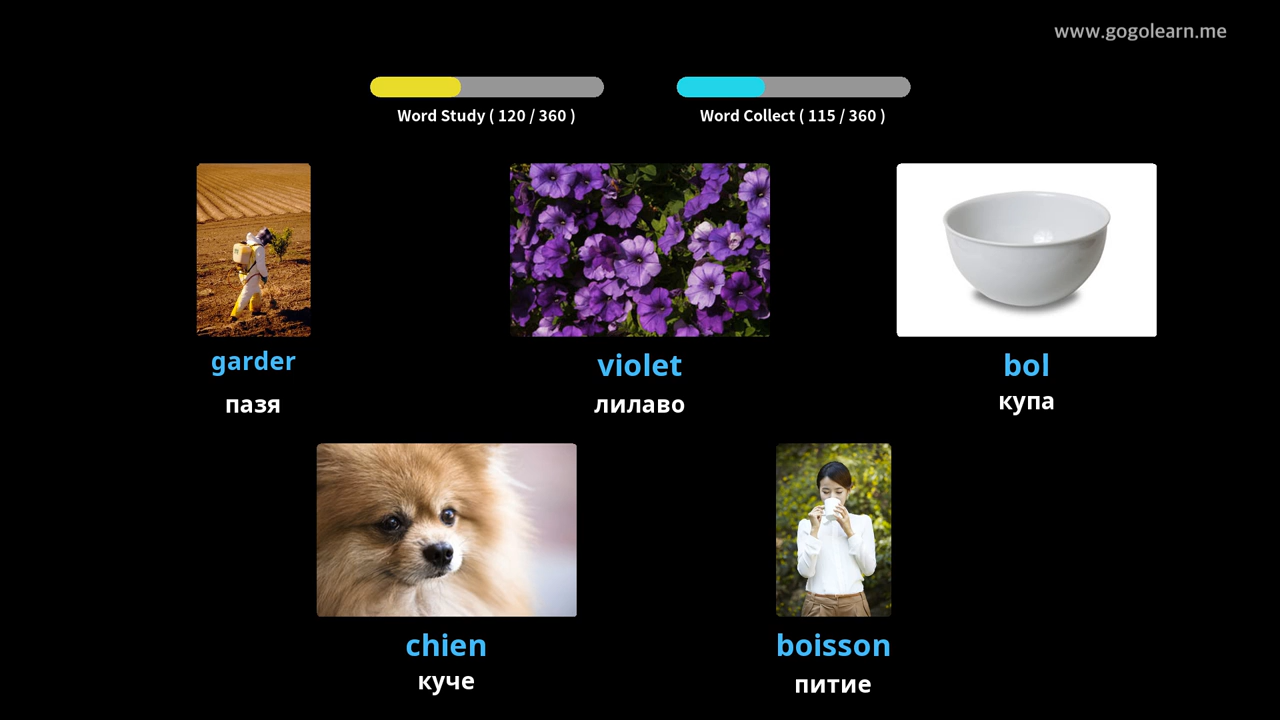 www.gogolearn.me
Word Study ( 120 / 360 )
Word Collect ( 115 / 360 )
garder
пазя
violet
лилаво
bol
купа
chien
куче
boisson
питие